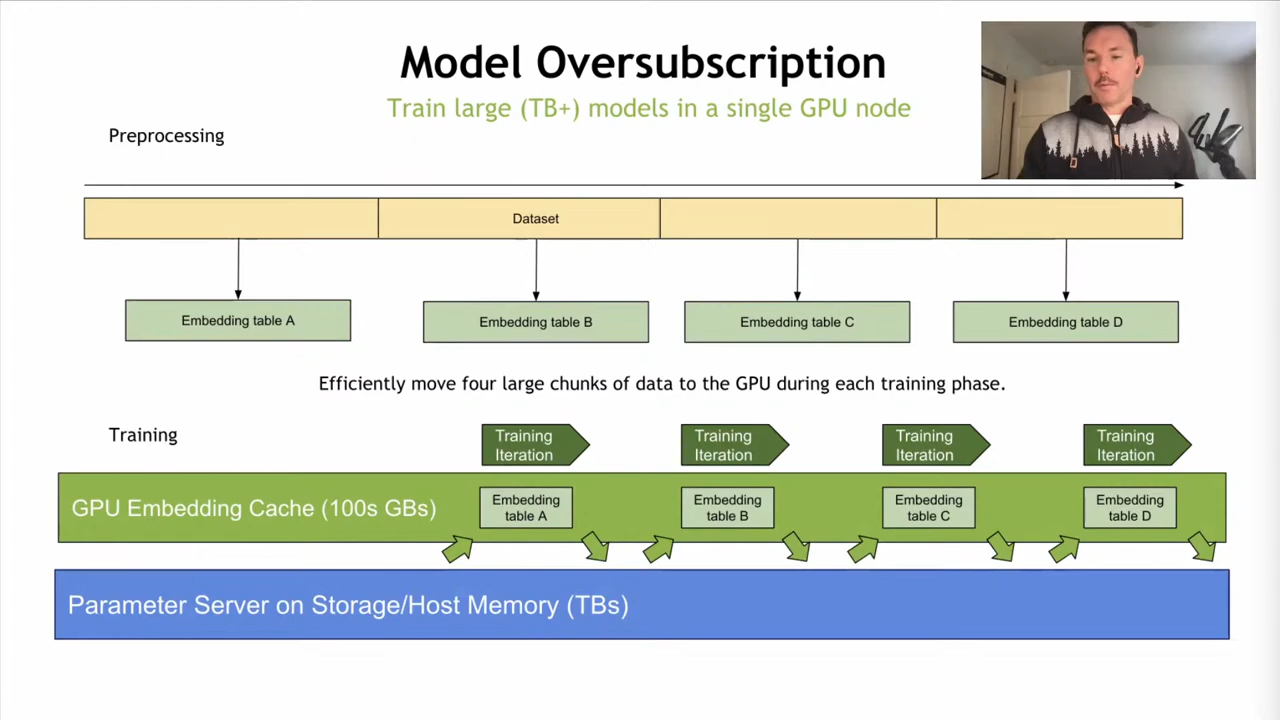 Model Oversubscription
Train large (TB+) models in a single GPU node
Preprocessing
Dataset
Embedding table A
Embedding table B
Embedding table C
Embedding table D
Efficiently move four large chunks of data to the GPU during each training phase.
Training
Training
Iteration
Training
Iteration
Training
Iteration
Training
Iteration
GPU Embedding Cache (100s GBs)
Embedding
table A
Embedding
table B
Embedding
table C
Embedding
table D
Parameter Server on Storage/Host Memory (TBs)